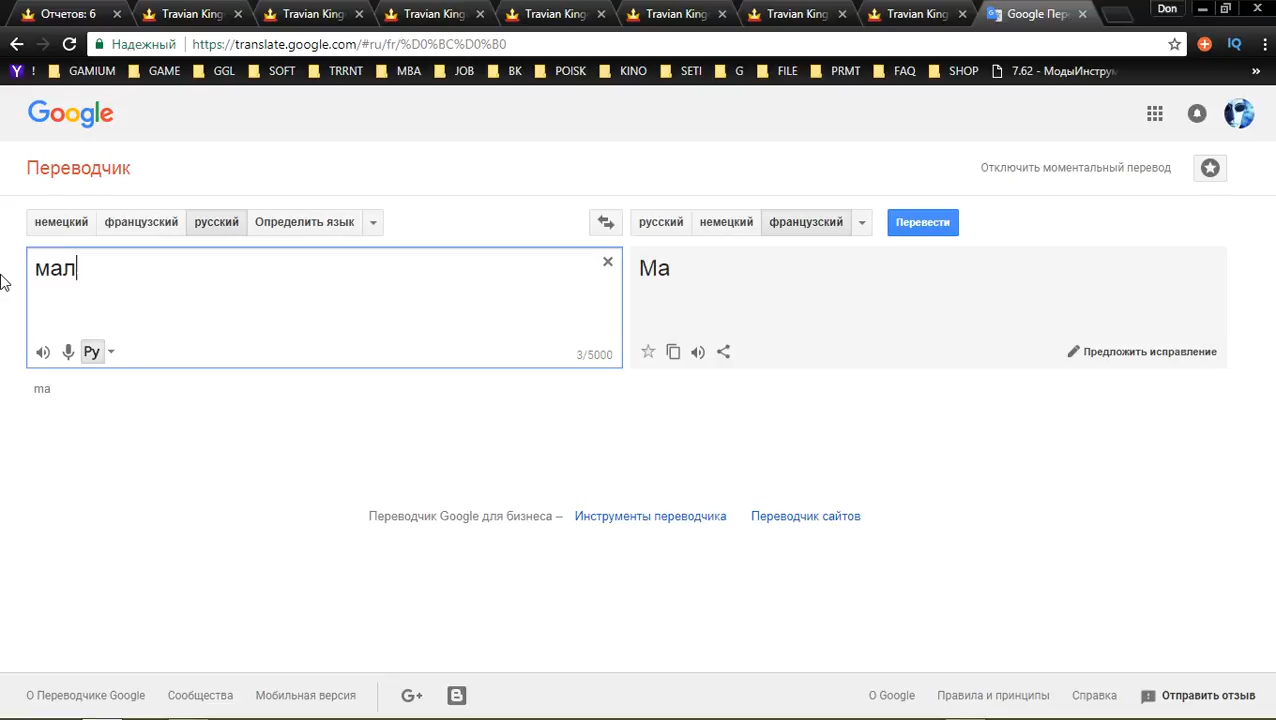 Отчетов: 6 Travian King Travian King Travian King Travian King Travian King Travian King Travian King Google Пер Don
Надежный https://translate.google.com/#ru/fr/%D0%BC%D0%B0 IQ
! GAMIUM GAME GGL SOFT TRRNT MBA JOB BK POISK KINO SETI G FILE PRMT FAQ SHOP 7.62 - МодыИнструм »
Google
Переводчик Отключить моментальный перевод
немецкий французский русский Определить язык русский немецкий французский Перевести
мал Ма
Ру 3/5000 Предложить исправление
ma
Переводчик Google для бизнеса – Инструменты переводчика Переводчик сайтов
О Переводчике Google Сообщества Мобильная версия G+ О Google Правила и принципы Справка Отправить отзыв